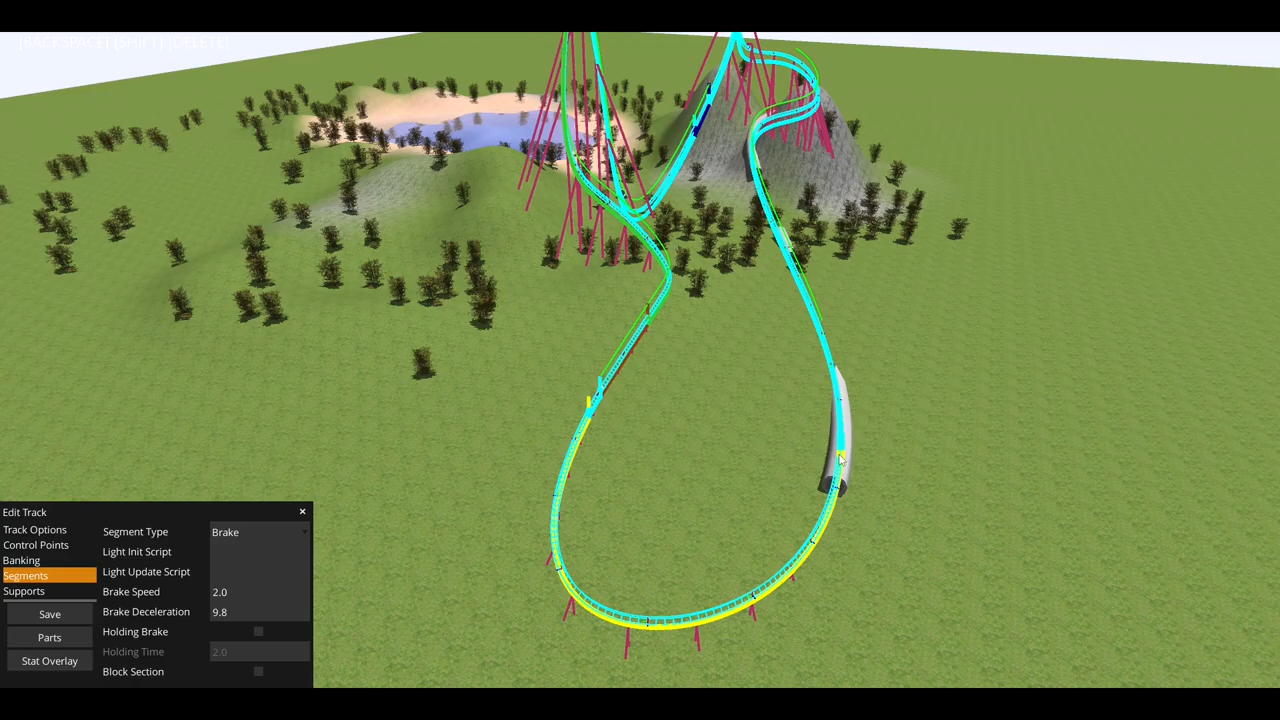 [BACKSPACE] [SHIFT] [DELETE]
Edit Track
Track Options
Control Points
Banking
Segments
Supports
Save
Parts
Stat Overlay
Segment Type Brake
Light Init Script
Light Update Script
Brake Speed 2.0
Brake Deceleration 9.8
Holding Brake
Holding Time 2.0
Block Section